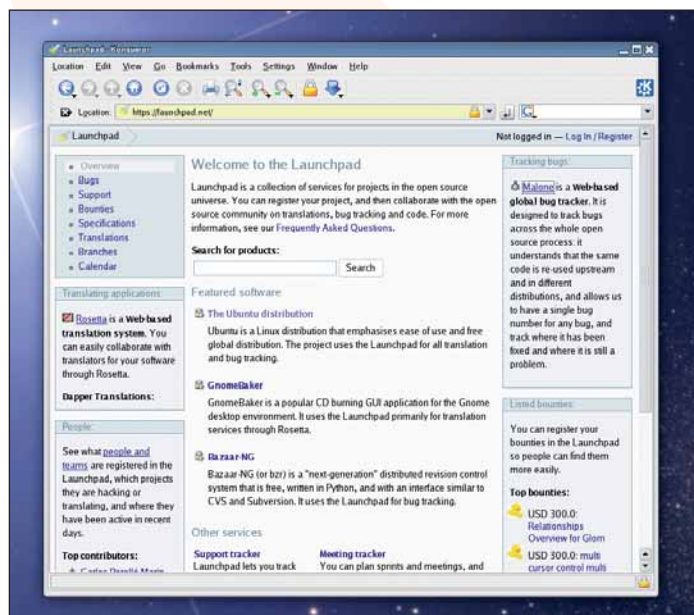 Launchpad - Konqueror
Location Edit View Go Bookmarks Tools Settings Window Help
Location: https://launchpad.net/
Launchpad
Not logged in — Log In / Register
Overview
Bugs
Support
Bounties
Specifications
Translations
Branches
Calendar
Translating applications:
Rosetta is a Web-based
translation system. You
can easily collaborate with
translators for your software
through Rosetta.
Dapper Translations:
People:
See what people and
teams are registered in the
Launchpad, which projects
they are hacking or
translating, and where they
have been active in recent
days.
Top contributors:
Welcome to the Launchpad
Launchpad is a collection of services for projects in the open source
universe. You can register your project, and then collaborate with the open
source community on translations, bug tracking and code. For more
information, see our Frequently Asked Questions.
Search for products:
Search
Featured software
The Ubuntu distribution
Ubuntu is a Linux distribution that emphasises ease of use and free
global distribution. The project uses the Launchpad for all translation
and bug tracking.
GnomeBaker
GnomeBaker is a popular CD burning GUI application for the Gnome
desktop environment. It uses the Launchpad primarily for translation
services through Rosetta.
Bazaar-NG
Bazaar-NG (or bzr) is a "next-generation" distributed revision control
system that is free, written in Python, and with an interface similar to
CVS and Subversion. It uses the Launchpad for bug tracking.
Other services
Support tracker
Launchpad lets you track
Meeting tracker
You can plan sprints and meetings, and
Tracking bugs:
Malone is a Web-based
global bug tracker. It is
designed to track bugs
across the whole open
source process: it
understands that the same
code is re-used upstream
and in different
distributions, and allows us
to have a single bug
number for any bug, and
track where it has been
fixed and where it is still a
problem.
Listed bounties:
You can register your
bounties in the Launchpad
so people can find them
more easily.
Top bounties:
USD 300.0:
Relationships
Overview for Glom
USD 300.0: multi
cursor control multi